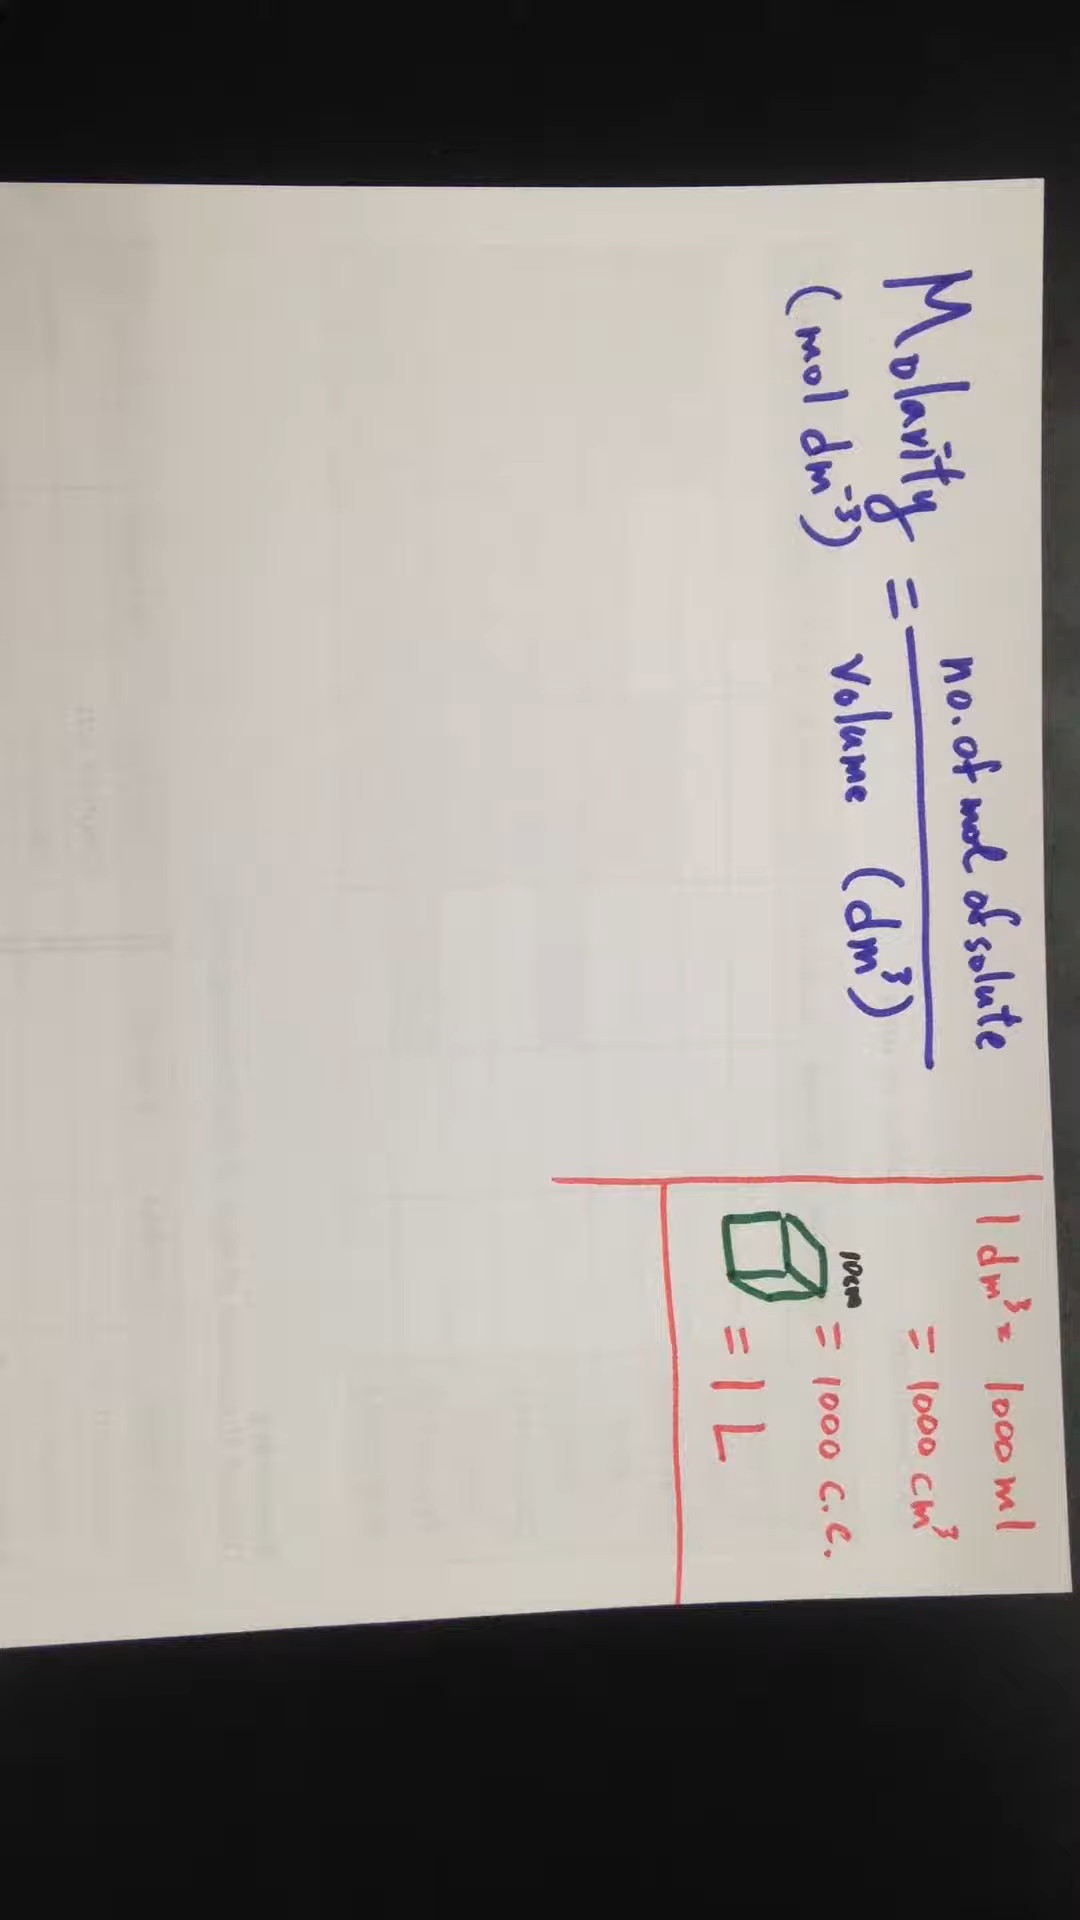 Molarity = no. of mol of solute
(mol dm⁻³) volume (dm³)
1 dm³ = 1000 ml
= 1000 cm³
10cm
= 1000 c.c.
= 1 L